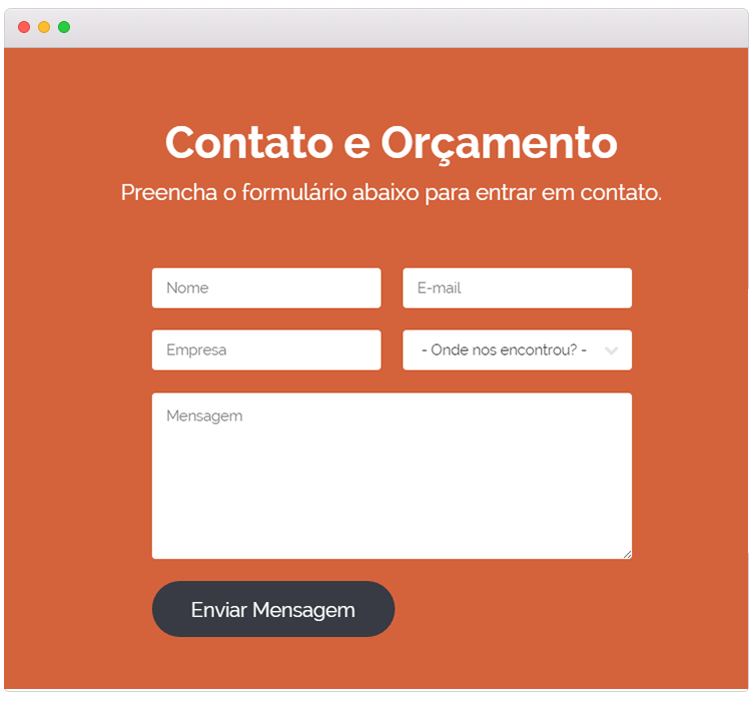 Contato e Orçamento
Preencha o formulário abaixo para entrar em contato.
Nome
E-mail
Empresa
- Onde nos encontrou? -
Mensagem
Enviar Mensagem